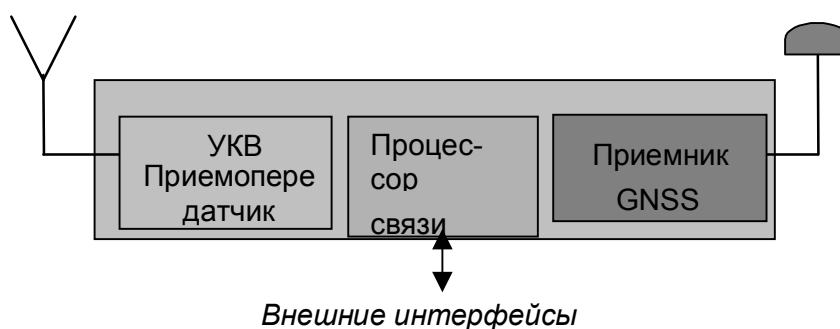 УКВ
Приемопере
датчик
Процес-
сор
связи
Приемник
GNSS
Внешние интерфейсы